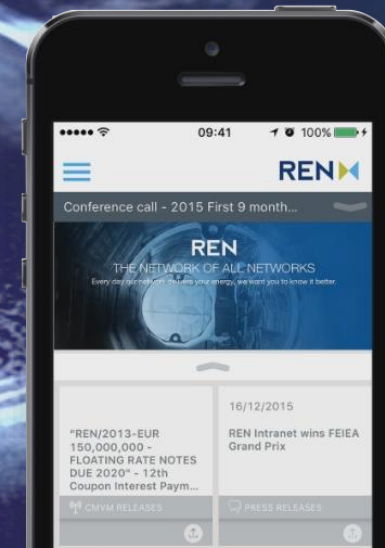 09:41
100%
REN
Conference call - 2015 First 9 month...
REN
THE NETWORK OF ALL NETWORKS
Every day our network delivers your energy, we want you to know it better.
"REN/2013-EUR
150,000,000 -
FLOATING RATE NOTES
DUE 2020" - 12th
Coupon Interest Paym...
CMVM RELEASES
16/12/2015
REN Intranet wins FEIEA
Grand Prix
PRESS RELEASES